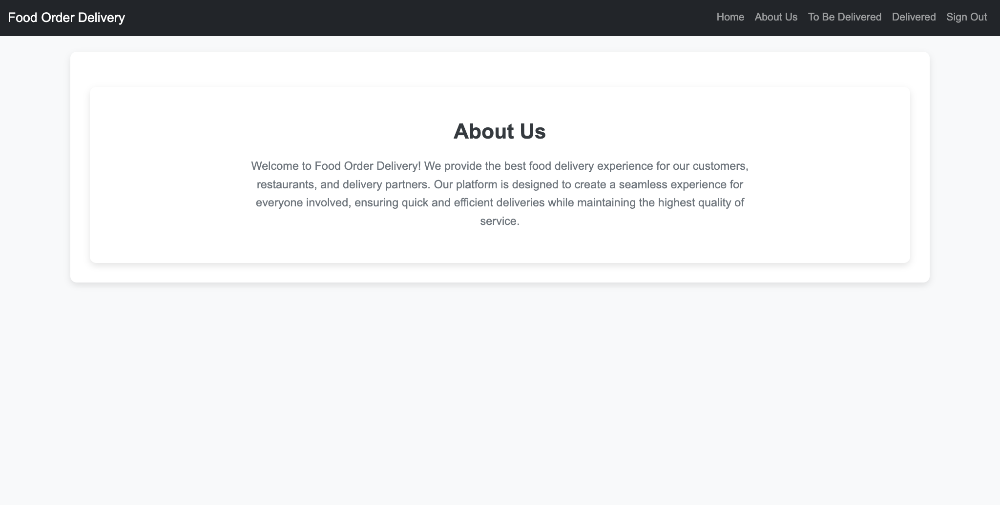 Food Order Delivery
Home About Us To Be Delivered Delivered Sign Out
About Us
Welcome to Food Order Delivery! We provide the best food delivery experience for our customers,
restaurants, and delivery partners. Our platform is designed to create a seamless experience for
everyone involved, ensuring quick and efficient deliveries while maintaining the highest quality of
service.